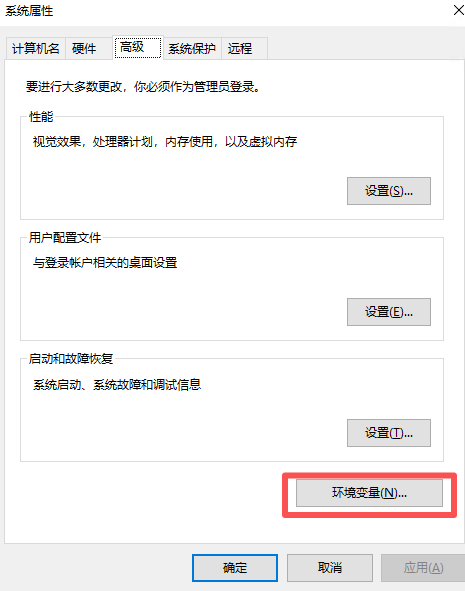 系统属性
计算机名 硬件 高级 系统保护 远程
要进行大多数更改，你必须作为管理员登录。
性能
视觉效果，处理器计划，内存使用，以及虚拟内存
设置(S)...
用户配置文件
与登录帐户相关的桌面设置
设置(E)...
启动和故障恢复
系统启动、系统故障和调试信息
设置(T)...
环境变量(N)...
确定 取消 应用(A)